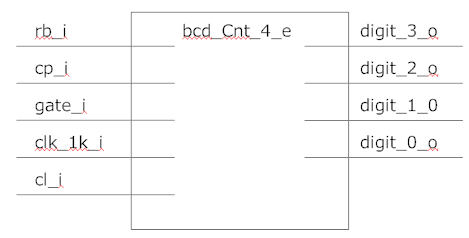 rb_i bcd_Cnt_4_e digit_3_o
cp_i digit_2_o
gate_i digit_1_0
clk_1k_i digit_0_o
cl_i